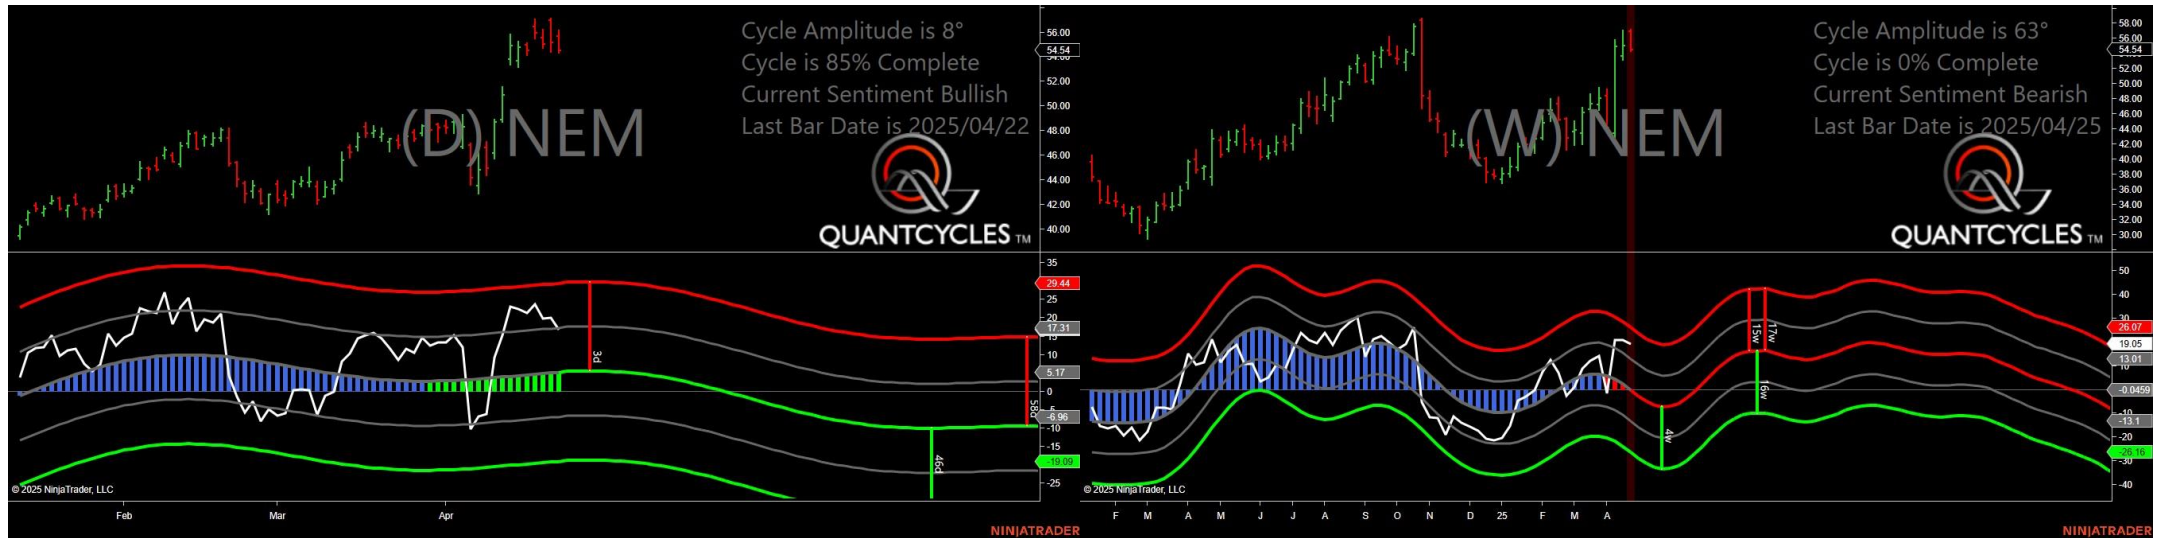 Cycle Amplitude is 8°
Cycle is 85% Complete
Current Sentiment Bullish
Last Bar Date is 2025/04/22
(D) NEM
QUANTCYCLES TM
56.00
54.54
54.00
52.00
50.00
48.00
46.00
44.00
42.00
40.00
35
29.44
25
20
17.31
15
10
5.17
0
-5
-6.96
-10
-15
-19.09
-25
3d
46d
58d
© 2025 NinjaTrader, LLC
Feb Mar Apr
NINJATRADER
Cycle Amplitude is 63°
Cycle is 0% Complete
Current Sentiment Bearish
Last Bar Date is 2025/04/25
(W) NEM
QUANTCYCLES TM
58.00
56.00
54.54
52.00
50.00
48.00
46.00
44.00
42.00
40.00
38.00
36.00
34.00
32.00
30.00
50
40
30
26.07
19.05
13.01
10
-0.0459
-10
-13.1
-20
-26.16
-30
-40
4w
15w
17w
16w
© 2025 NinjaTrader, LLC
F M A M J J A S O N D 25 F M A
NINJATRADER